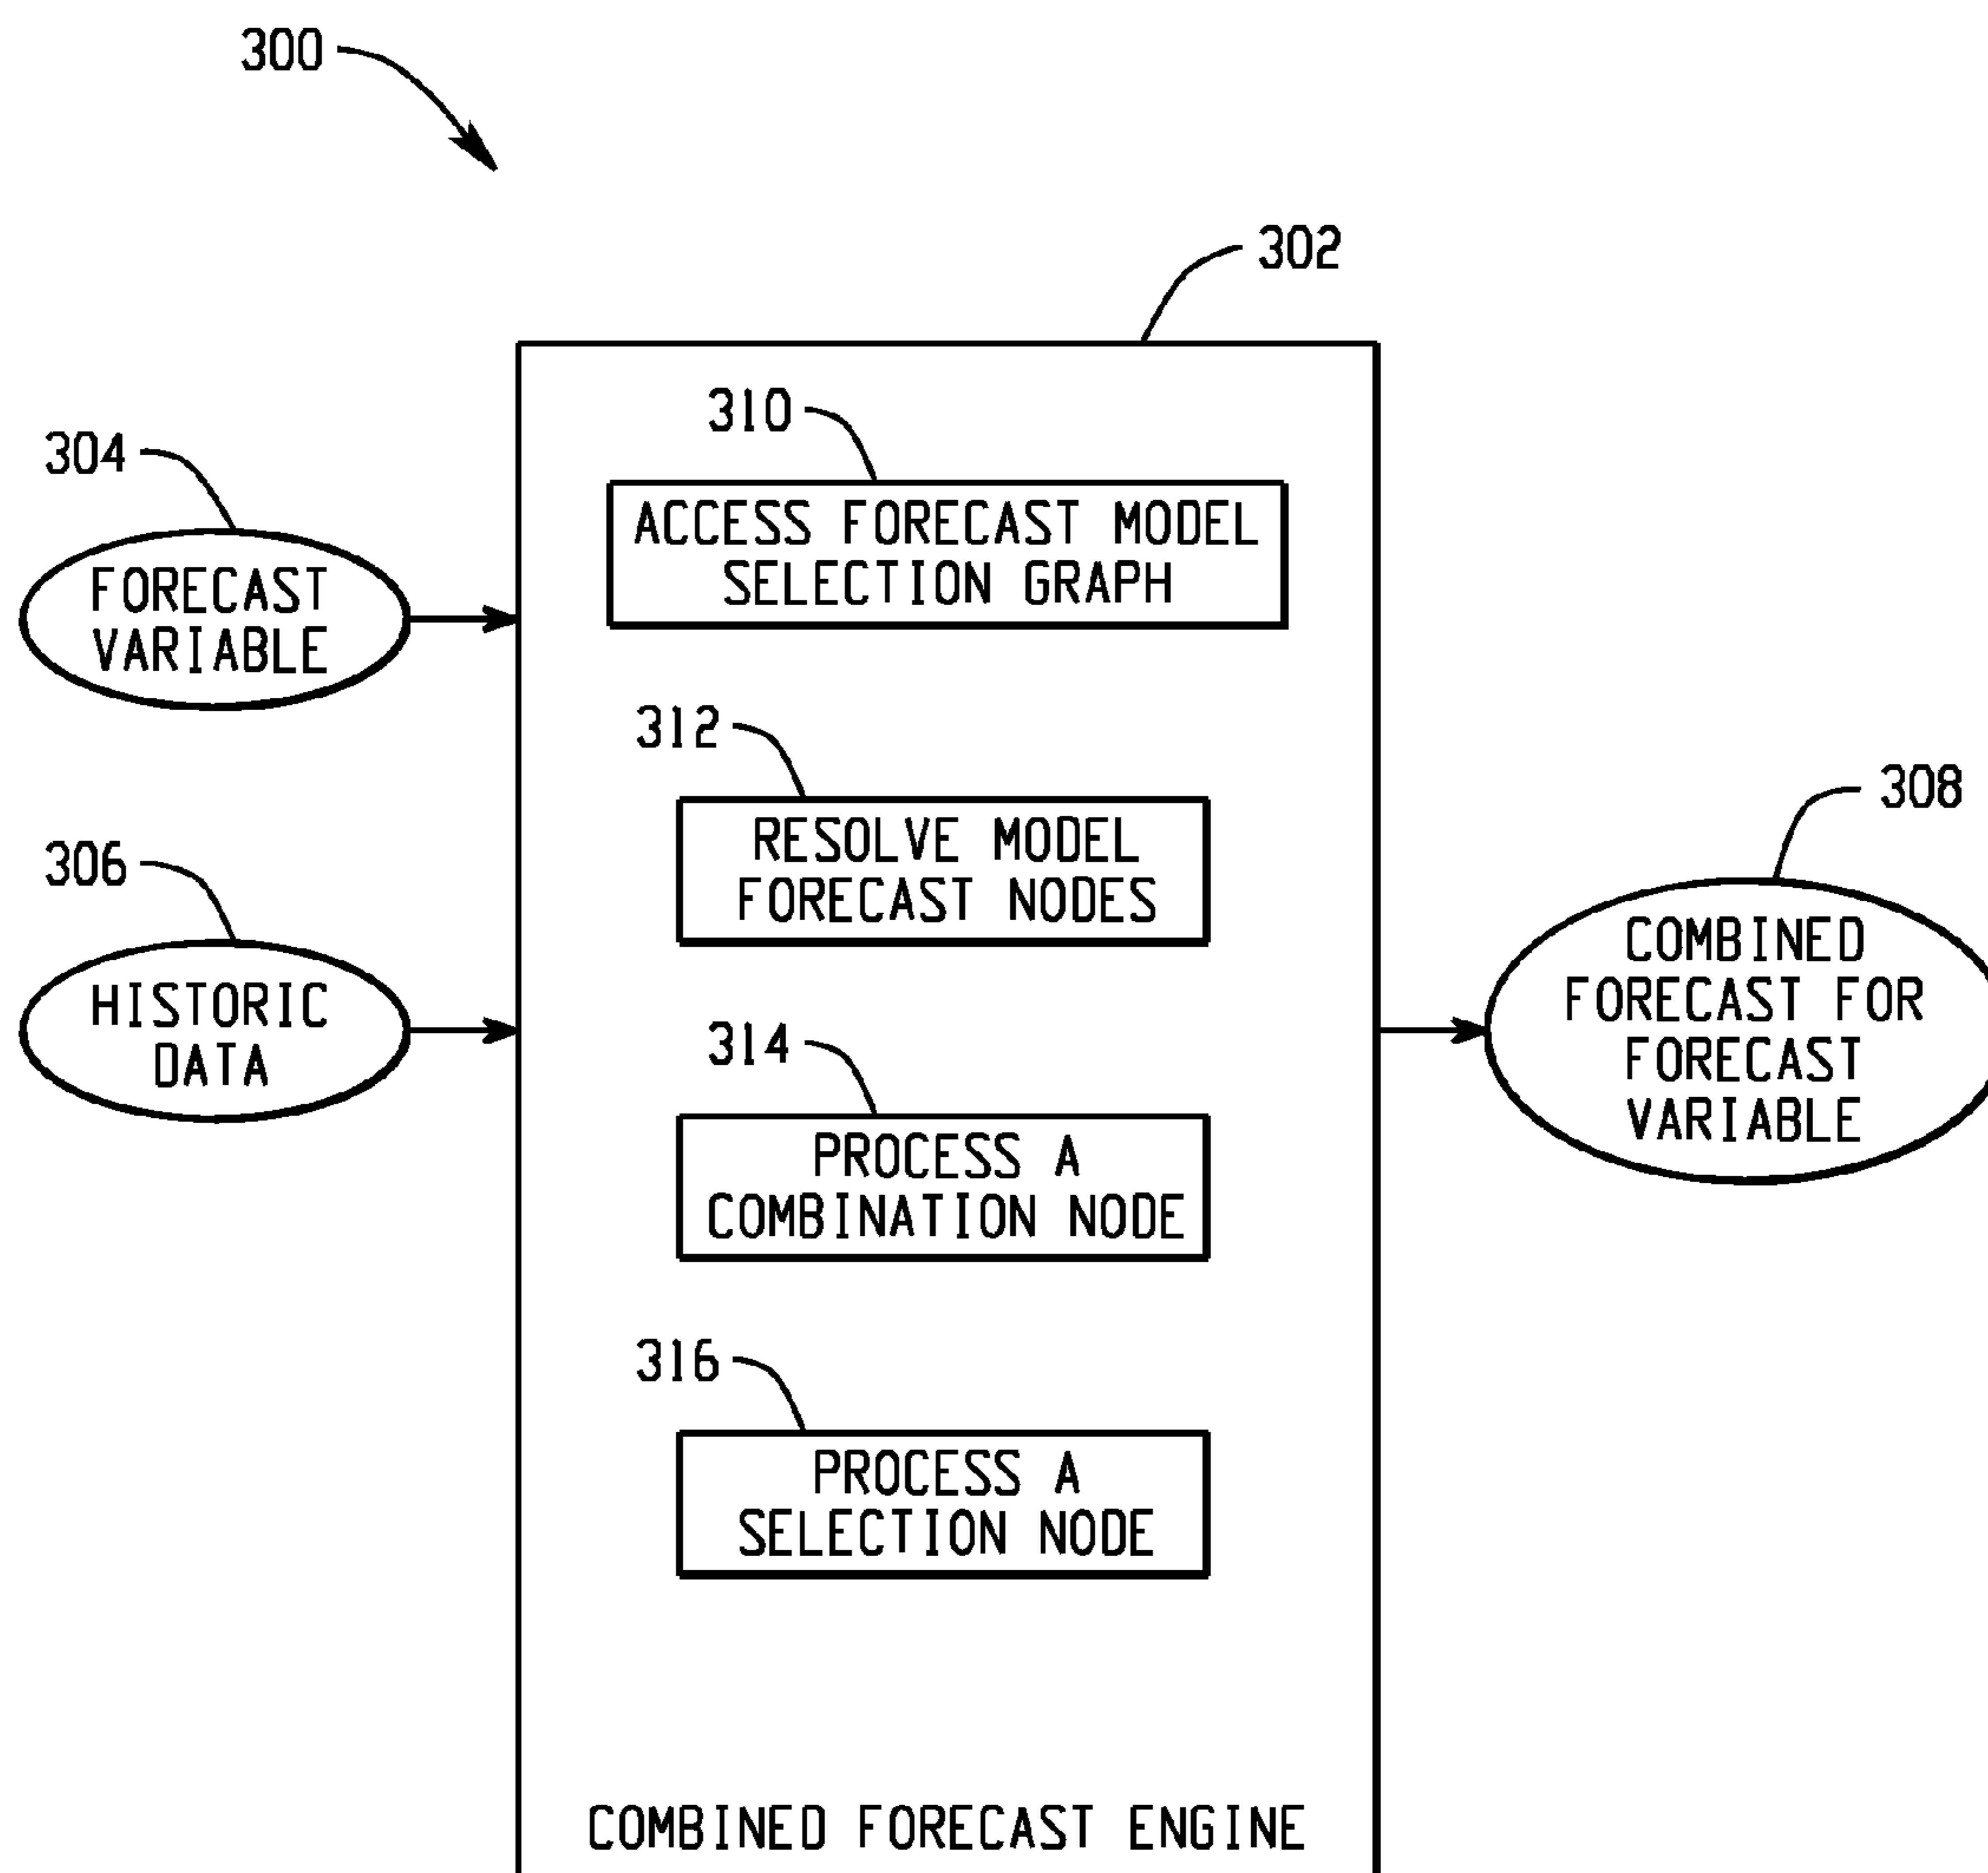 300
302
310
304
ACCESS FORECAST MODEL
SELECTION GRAPH
FORECAST
VARIABLE
312
RESOLVE MODEL
FORECAST NODES
308
306
COMBINED
FORECAST FOR
FORECAST
VARIABLE
HISTORIC
DATA
314
PROCESS A
COMBINATION NODE
316
PROCESS A
SELECTION NODE
COMBINED FORECAST ENGINE